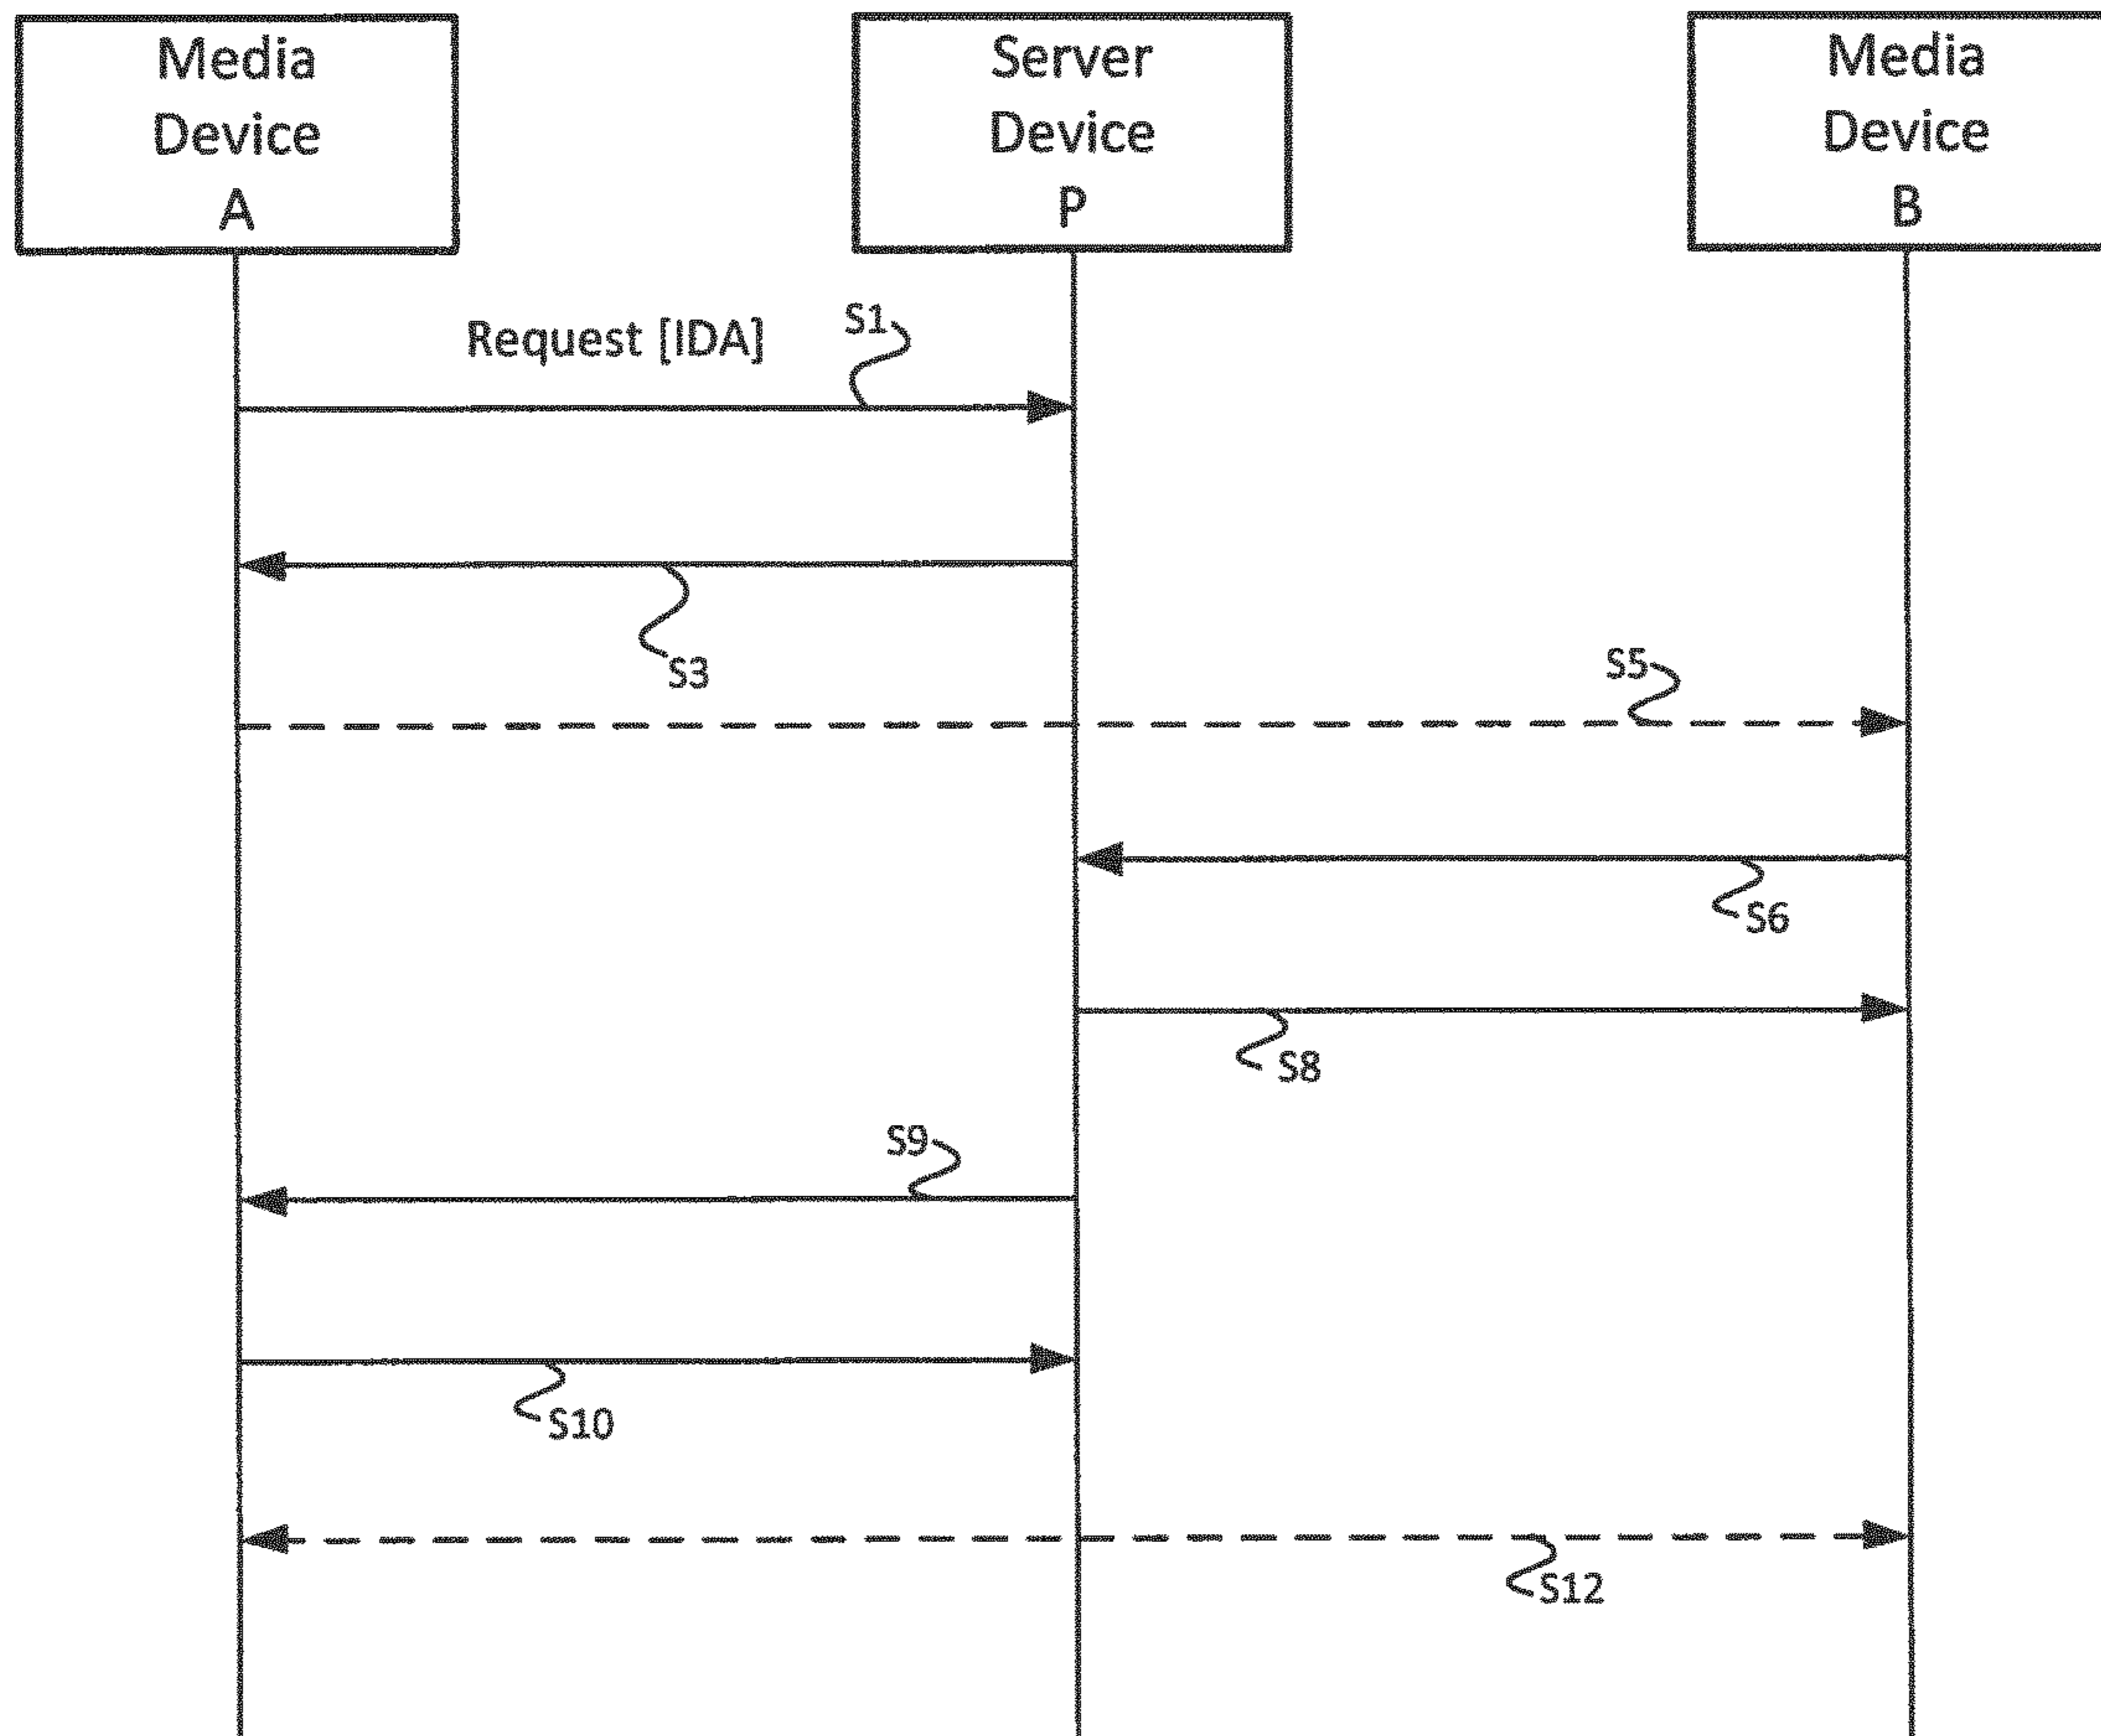 Media
Device
A
Server
Device
P
Media
Device
B
Request [IDA]
S1
S3
S5
S6
S8
S9
S10
S12